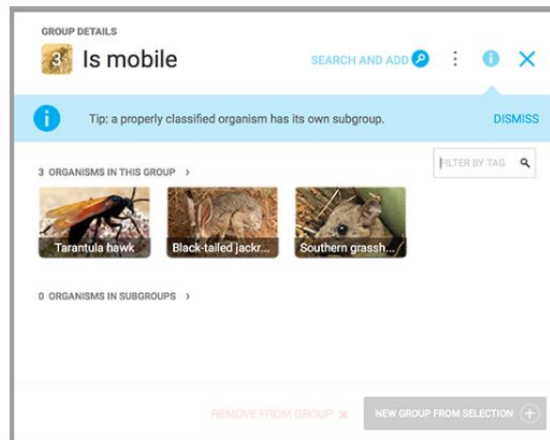 GROUP DETAILS
3 Is mobile
SEARCH AND ADD
Tip: a properly classified organism has its own subgroup.
DISMISS
3 ORGANISMS IN THIS GROUP >
FILTER BY TAG
Tarantula hawk
Black-tailed jackr...
Southern grassh...
0 ORGANISMS IN SUBGROUPS >
REMOVE FROM GROUP ×
NEW GROUP FROM SELECTION